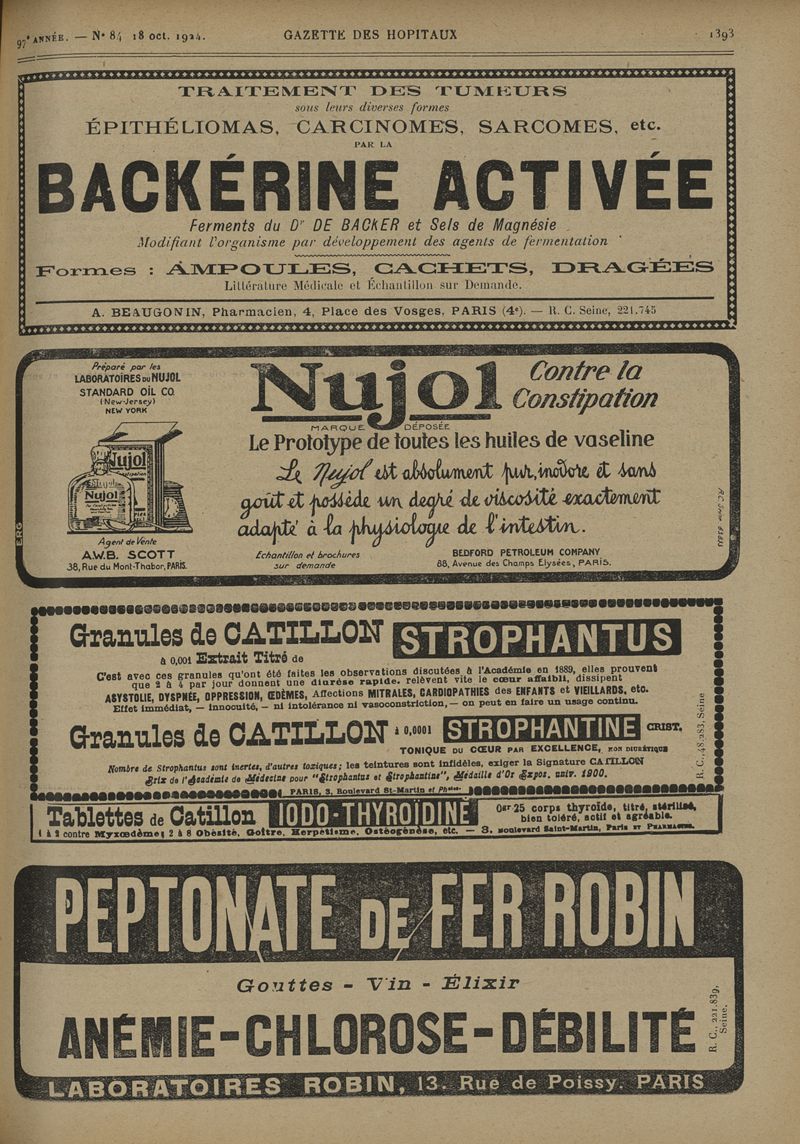 97e ANNÉE. — N° 84 18 oct. 1924. GAZETTE DES HOPITAUX 1393
TRAITEMENT DES TUMEURS
sous leurs diverses formes
ÉPITHÉLIOMAS, CARCINOMES, SARCOMES, etc.
PAR LA
BACKÉRINE ACTIVÉE
Ferments du Dr DE BACKER et Sels de Magnésie
Modifiant l'organisme par développement des agents de fermentation
Formes : AMPOULES, CACHETS, DRAGÉES
Littérature Médicale et Échantillon sur Demande.
A. BEAUGONIN, Pharmacien, 4, Place des Vosges, PARIS (4e). — R. C. Seine, 221.745
Préparé par les
LABORATOIRES DU NUJOL
STANDARD OIL CO.
(New-Jersey)
NEW YORK
Nujol
Nujol
ERG
Agent de Vente
A.W.B. SCOTT
38, Rue du Mont-Thabor, PARIS.
Nujol
MARQUE DÉPOSÉE
Contre la
Constipation
Le Prototype de toutes les huiles de vaseline
Le Nujol est absolument pur, inodore et sans
goût et possède un degré de viscosité exactement
adapté à la physiologie de l'intestin.
Echantillon et brochures
sur demande
BEDFORD PETROLEUM COMPANY
88, Avenue des Champs Elysées, PARIS.
Granules de CATILLON STROPHANTUS
à 0,001 Extrait Titré de
C'est avec ces granules qu'ont été faites les observations discutées à l'Académie en 1889, elles prouvent
que 2 à 4 par jour donnent une diurèse rapide, relèvent vite le cœur affaibli, dissipent
ASYSTOLIE, DYSPNÉE, OPPRESSION, ŒDÈMES, Affections MITRALES, CARDIOPATHIES des ENFANTS et VIEILLARDS, etc.
Effet immédiat, — innocuité, — ni intolérance ni vasoconstriction, — on peut en faire un usage continu.
Granules de CATILLON à 0,0001 STROPHANTINE CRIST.
TONIQUE DU CŒUR PAR EXCELLENCE, NON DIURÉTIQUE
Nombre de Strophantus sont inertes, d'autres toxiques; les teintures sont infidèles, exiger la Signature CATILLON
Prix de l'Académie de Médecine pour "Strophantus et Strophantine", Médaille d'Or Expos. univ. 1900.
PARIS, 3, Boulevard St-Martin et Phies.
R. C., 48.283, Seine
Tablettes de Catillon IODO-THYROÏDINE
0gr25 corps thyroïde, titré, stérilisé,
bien toléré, actif et agréable.
1 à 2 contre Myxœdème; 2 à 8 Obésité, Goître, Herpétisme, Ostéogénèse, etc. — 3, Boulevard Saint-Martin, Paris ET PHARMACIES.
PEPTONATE DE FER ROBIN
Gouttes - Vin - Élixir
ANÉMIE-CHLOROSE-DÉBILITÉ
R. C., 221.839,
Seine.
LABORATOIRES ROBIN, 13, Rue de Poissy. PARIS